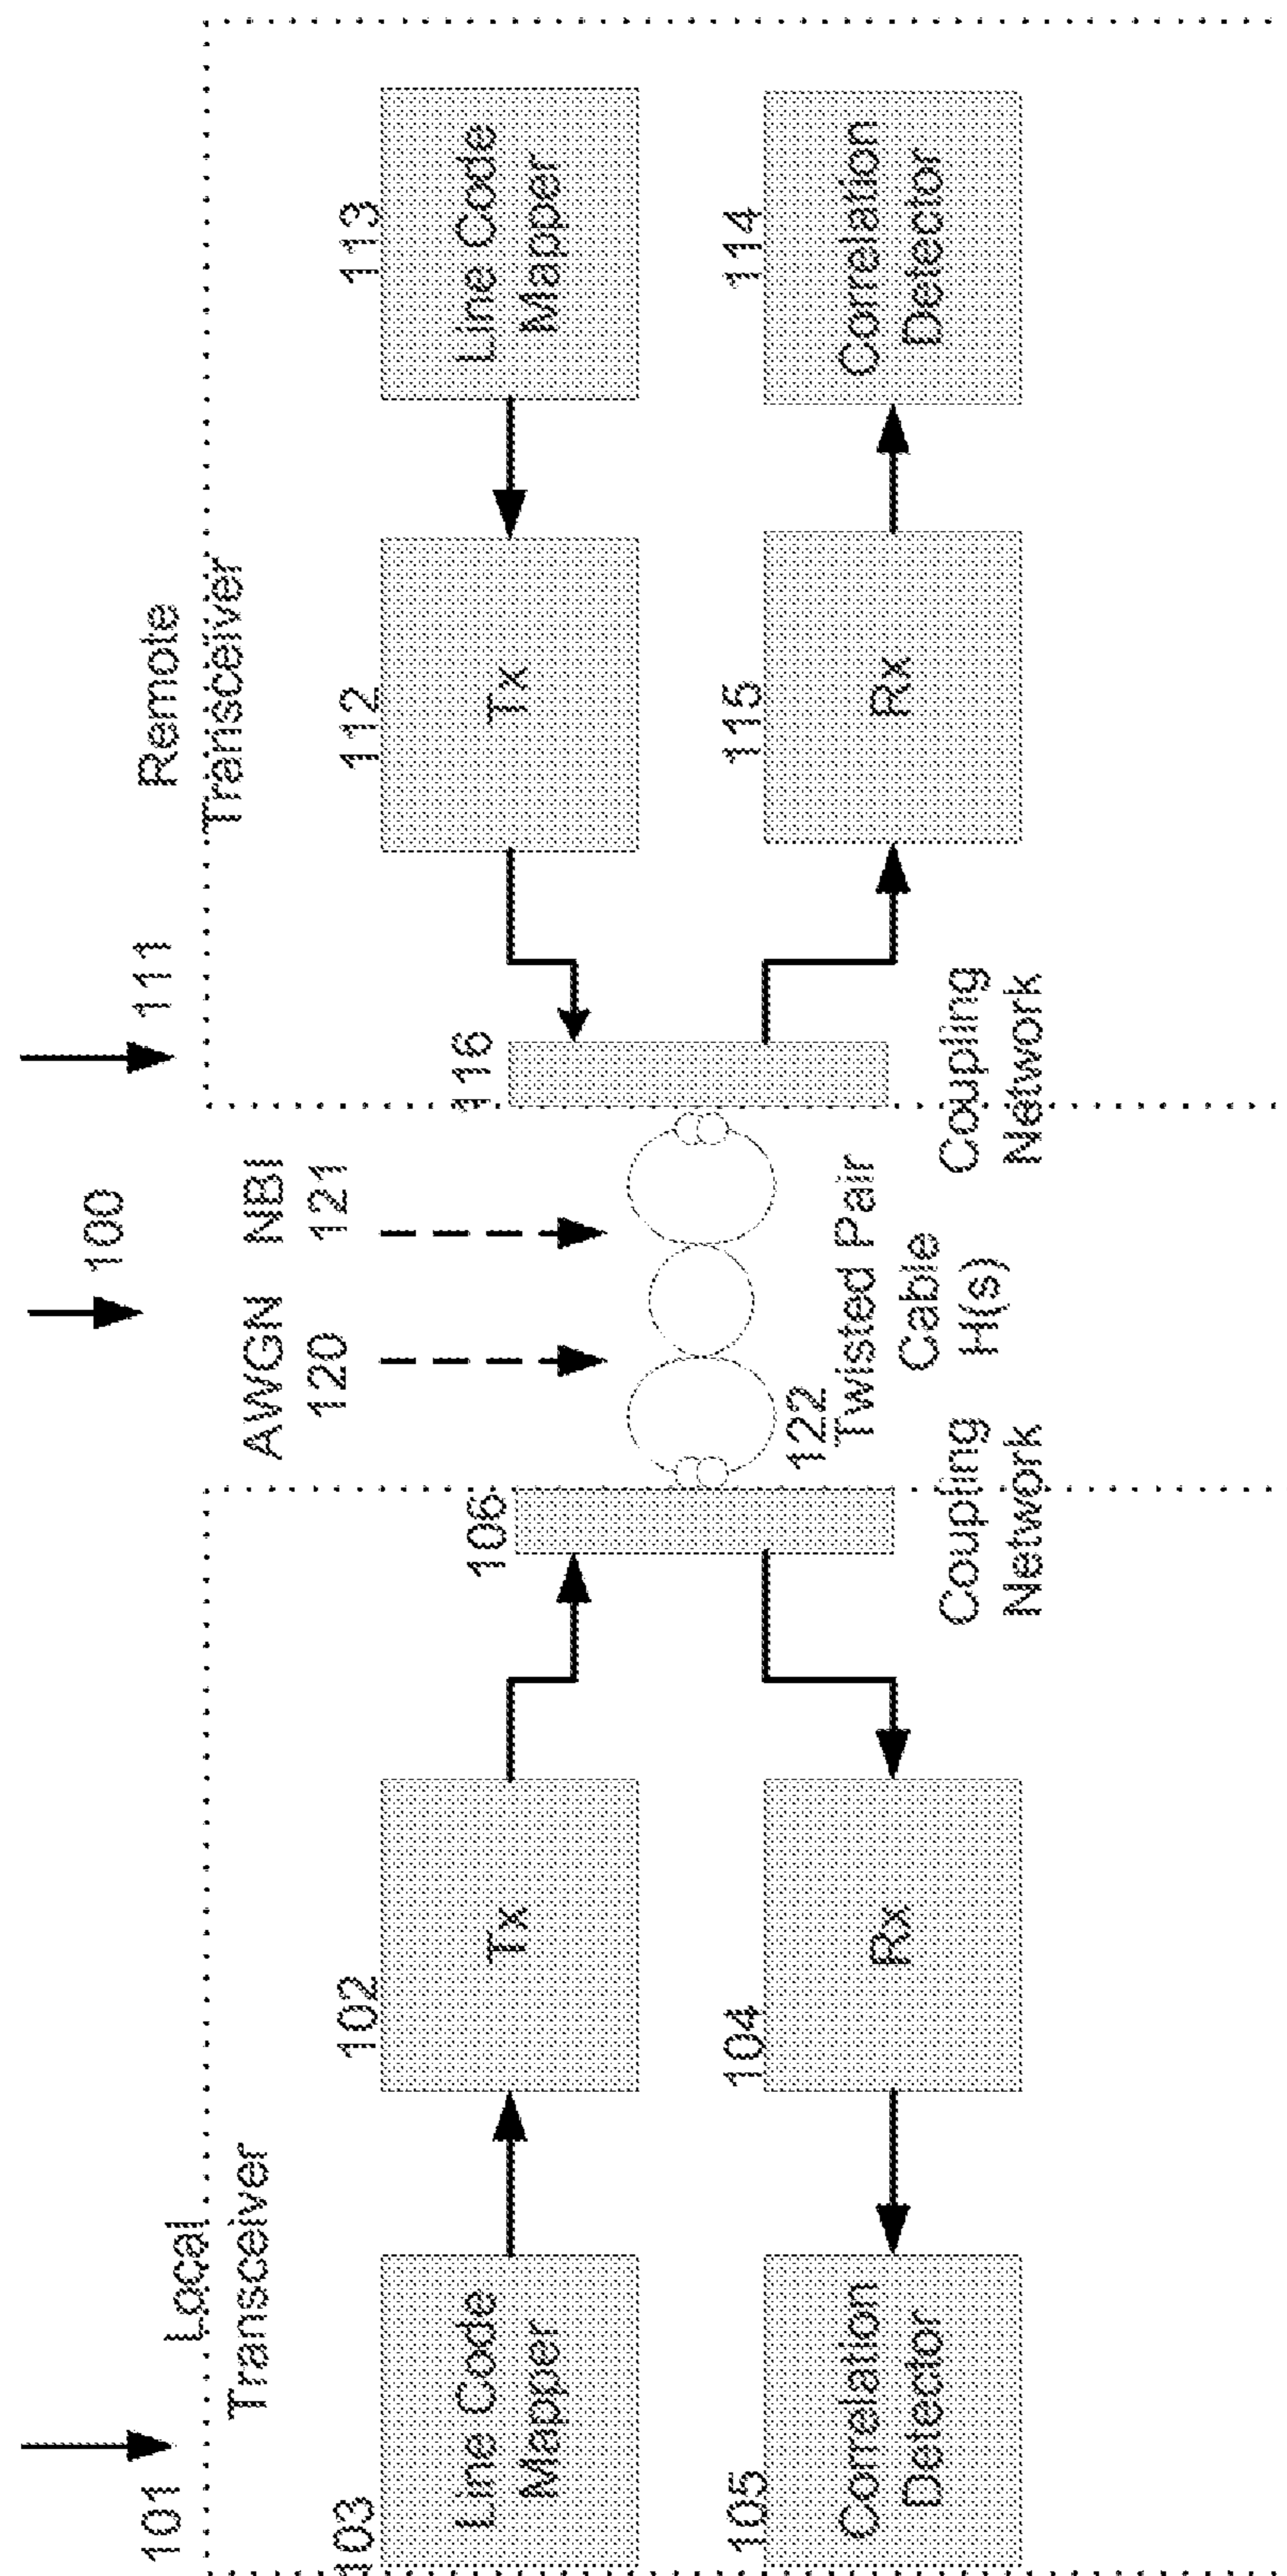 100
101
Local
Transceiver
111
Remote
Transceiver
103
Line Code
Mapper
102
Tx
106
AWGN
120
NBI
121
116
112
Tx
113
Line Code
Mapper
105
Correlation
Detector
104
Rx
Coupling
Network
122
Twisted Pair
Cable
H(s)
Coupling
Network
115
Rx
114
Correlation
Detector